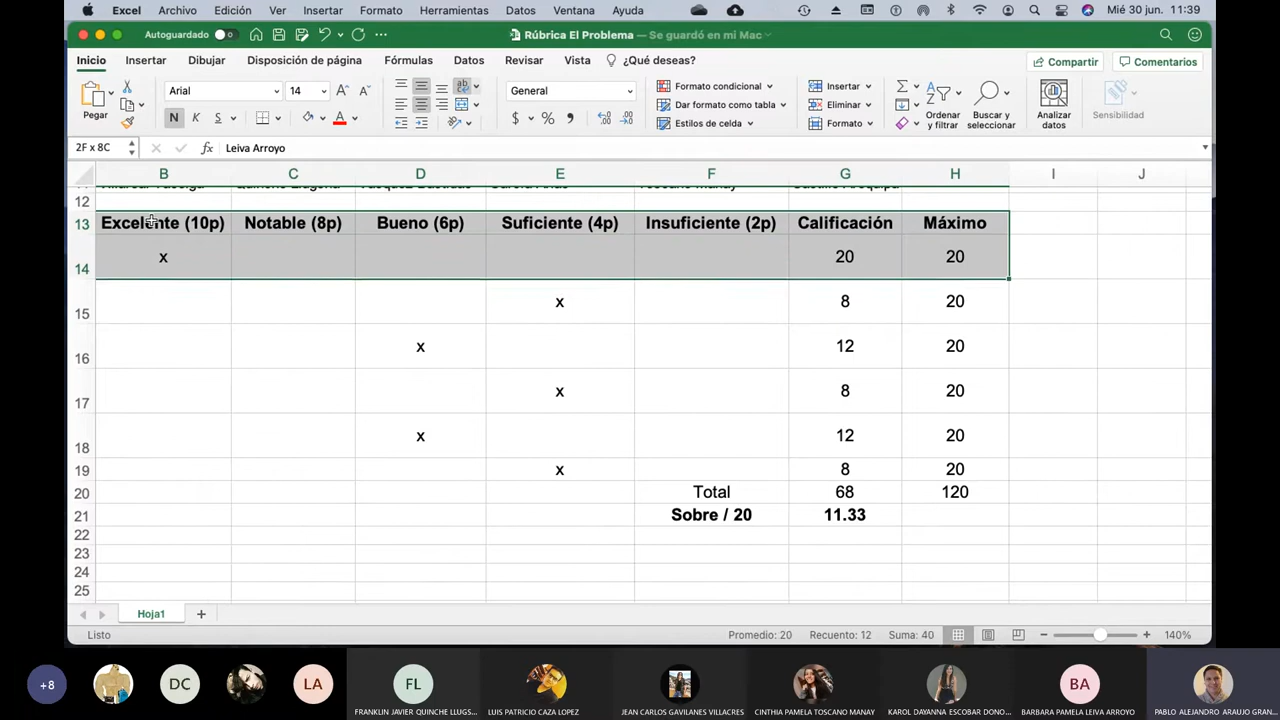 Excel Archivo Edición Ver Insertar Formato Herramientas Datos Ventana Ayuda Mié 30 jun. 11:39
Autoguardado Rúbrica El Problema — Se guardó en mi Mac
Inicio Insertar Dibujar Disposición de página Fórmulas Datos Revisar Vista ¿Qué deseas? Compartir Comentarios
Arial 14 General Formato condicional Insertar
Pegar Dar formato como tabla Eliminar Ordenar y filtrar Buscar y seleccionar Analizar datos Sensibilidad
N K S A $ % Estilos de celda Formato
2F x 8C fx Leiva Arroyo
B C D E F G H I J
12
13 Excelente (10p) Notable (8p) Bueno (6p) Suficiente (4p) Insuficiente (2p) Calificación Máximo
14 x 20 20
15 x 8 20
16 x 12 20
17 x 8 20
18 x 12 20
19 x 8 20
20 Total 68 120
21 Sobre / 20 11.33
22
23
24
25
Hoja1
Listo Promedio: 20 Recuento: 12 Suma: 40 140%
+8 DC LA FL BA
FRANKLIN JAVIER QUINCHE LLUGS... LUIS PATRICIO CAZA LOPEZ JEAN CARLOS GAVILANES VILLACRES CINTHIA PAMELA TOSCANO MANAY KAROL DAYANNA ESCOBAR DONO... BARBARA PAMELA LEIVA ARROYO PABLO ALEJANDRO ARAUJO GRAN...